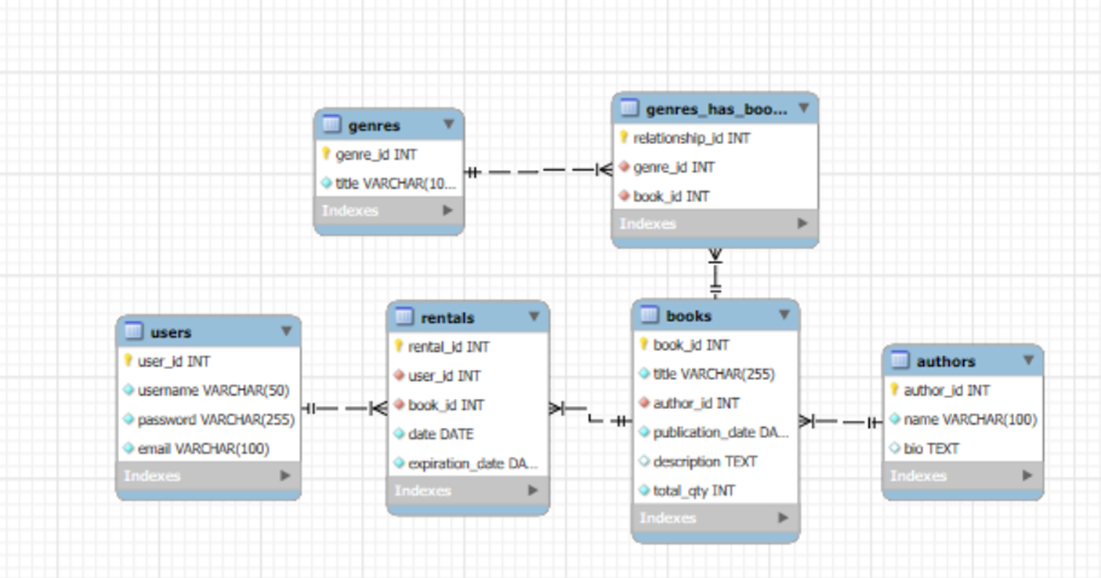 genres
genre_id INT
title VARCHAR(10...
Indexes
genres_has_boo...
relationship_id INT
genre_id INT
book_id INT
Indexes
users
user_id INT
username VARCHAR(50)
password VARCHAR(255)
email VARCHAR(100)
Indexes
rentals
rental_id INT
user_id INT
book_id INT
date DATE
expiration_date DA...
Indexes
books
book_id INT
title VARCHAR(255)
author_id INT
publication_date DA...
description TEXT
total_qty INT
Indexes
authors
author_id INT
name VARCHAR(100)
bio TEXT
Indexes